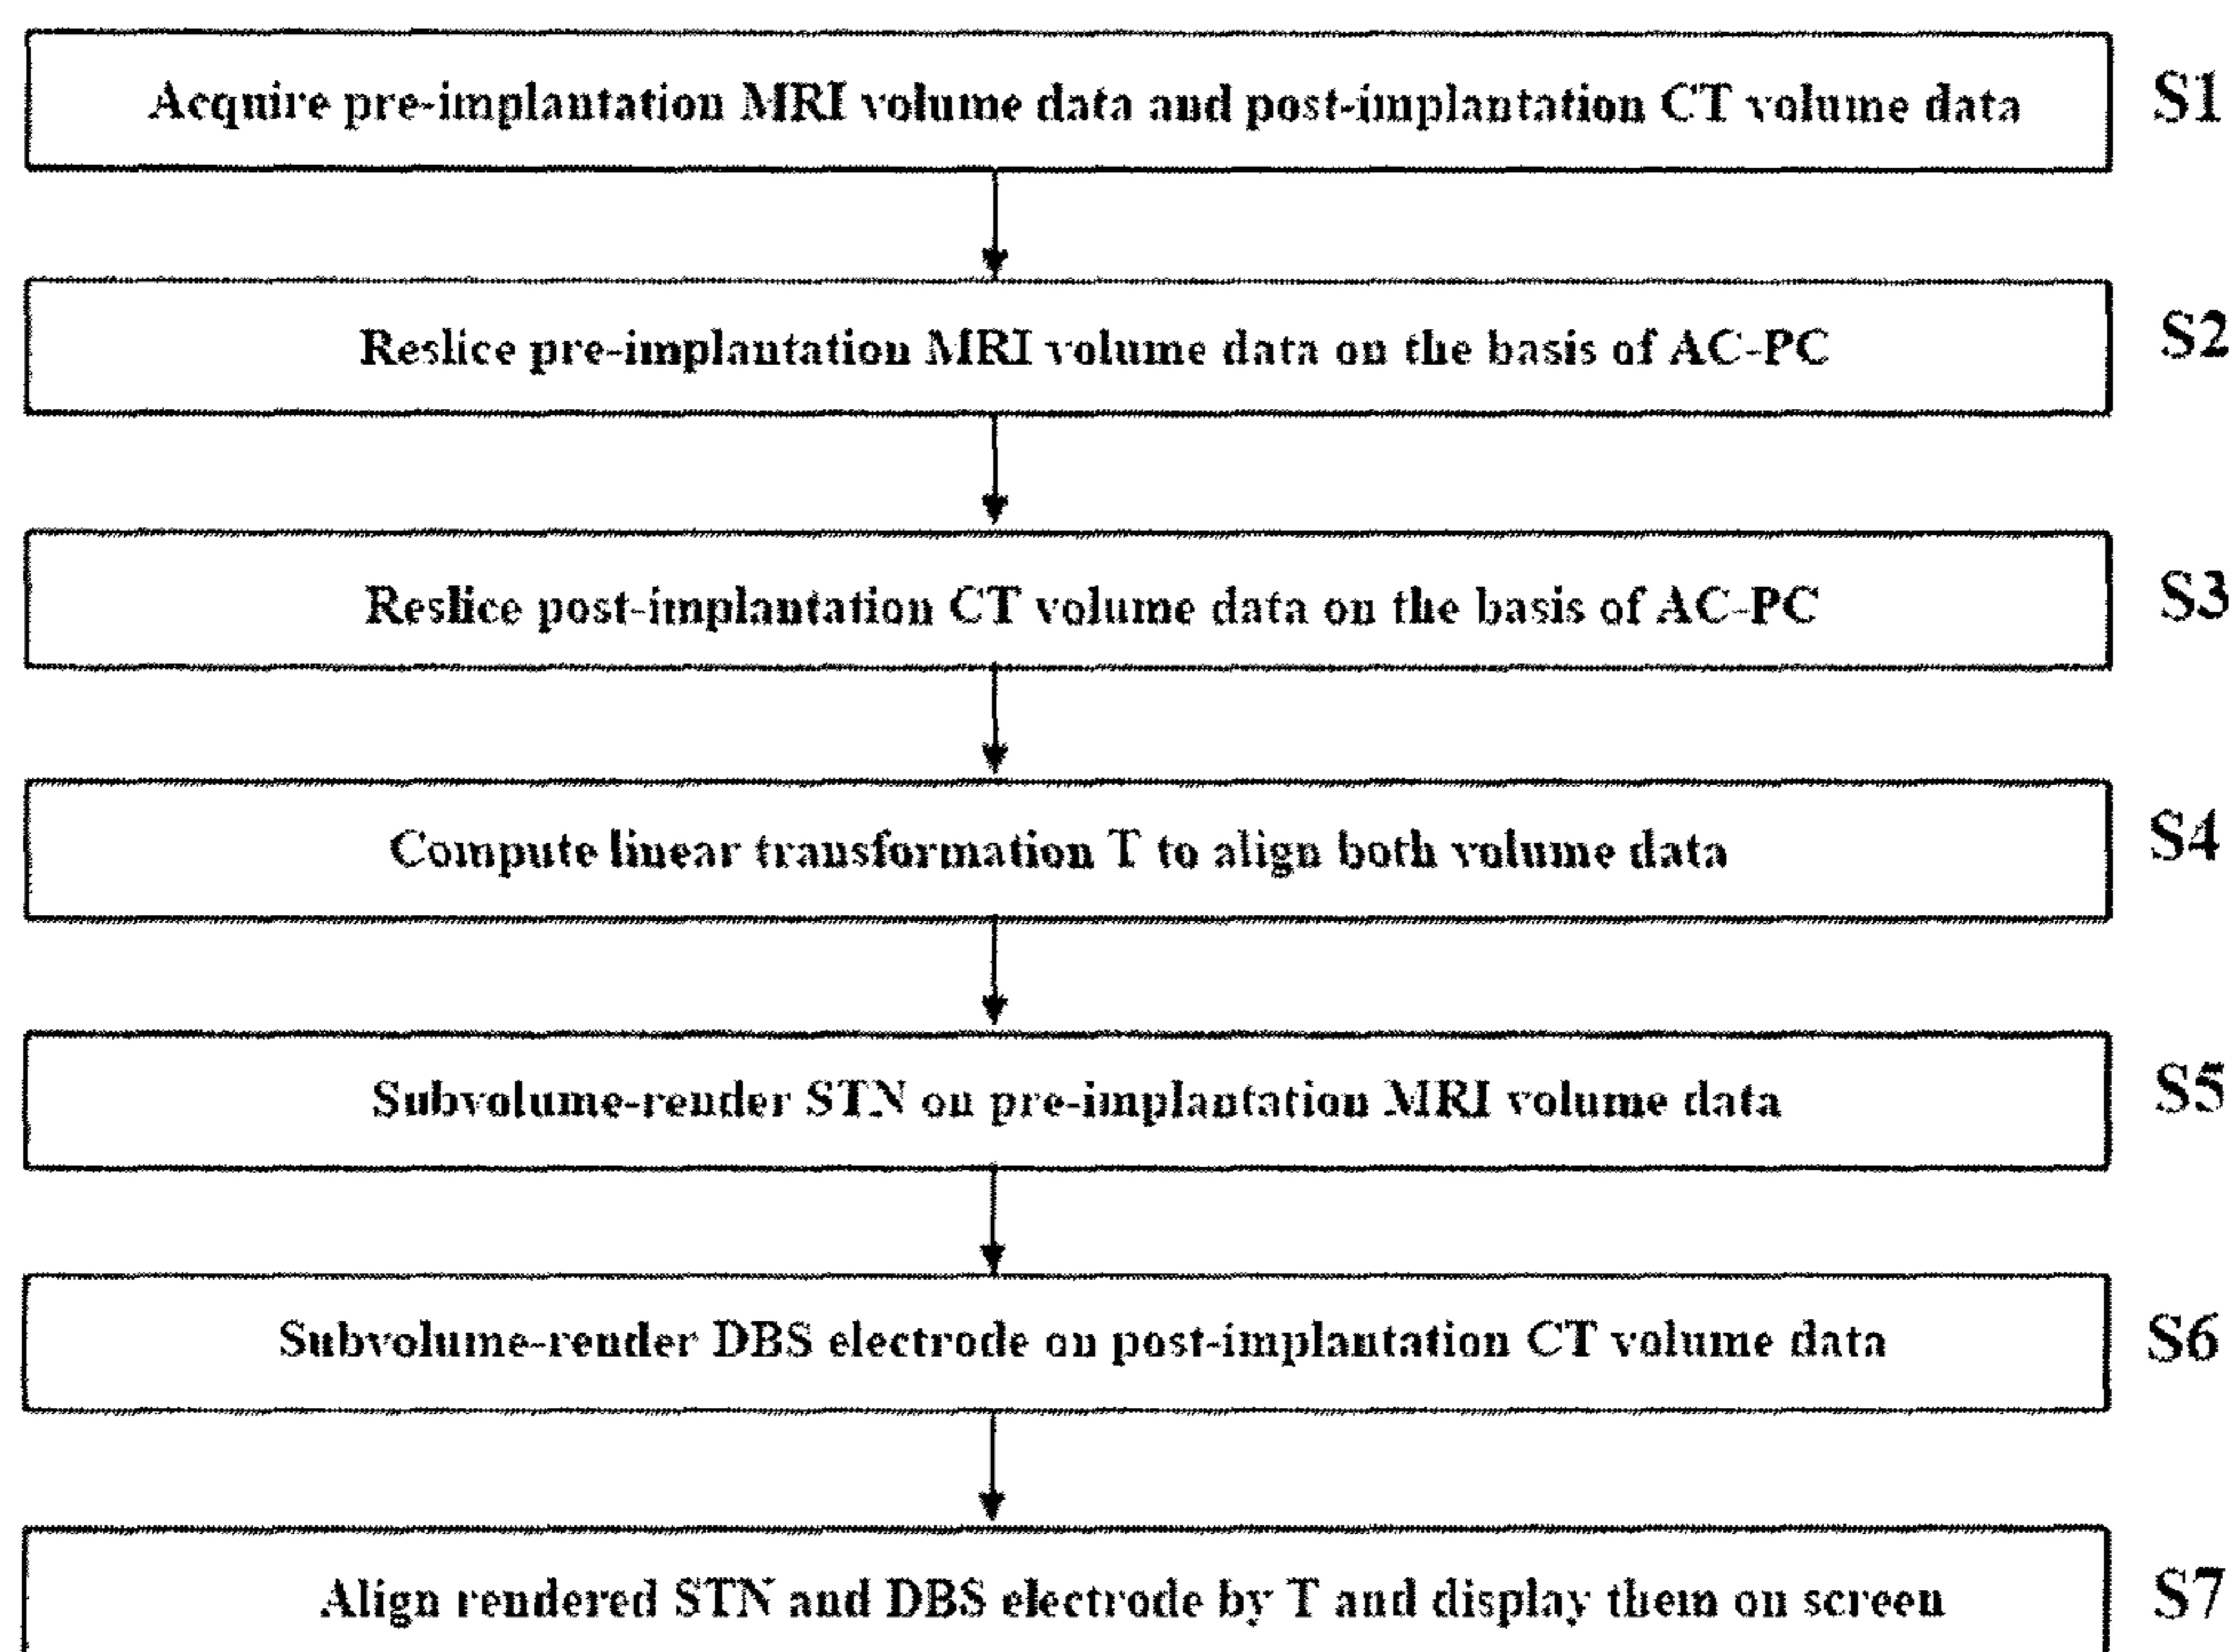 Acquire pre-implantation MRI volume data and post-implantation CT volume data S1
Reslice pre-implantation MRI volume data on the basis of AC-PC S2
Reslice post-implantation CT volume data on the basis of AC-PC S3
Compute linear transformation T to align both volume data S4
Subvolume-render STN on pre-implantation MRI volume data S5
Subvolume-render DBS electrode on post-implantation CT volume data S6
Align rendered STN and DBS electrode by T and display them on screen S7